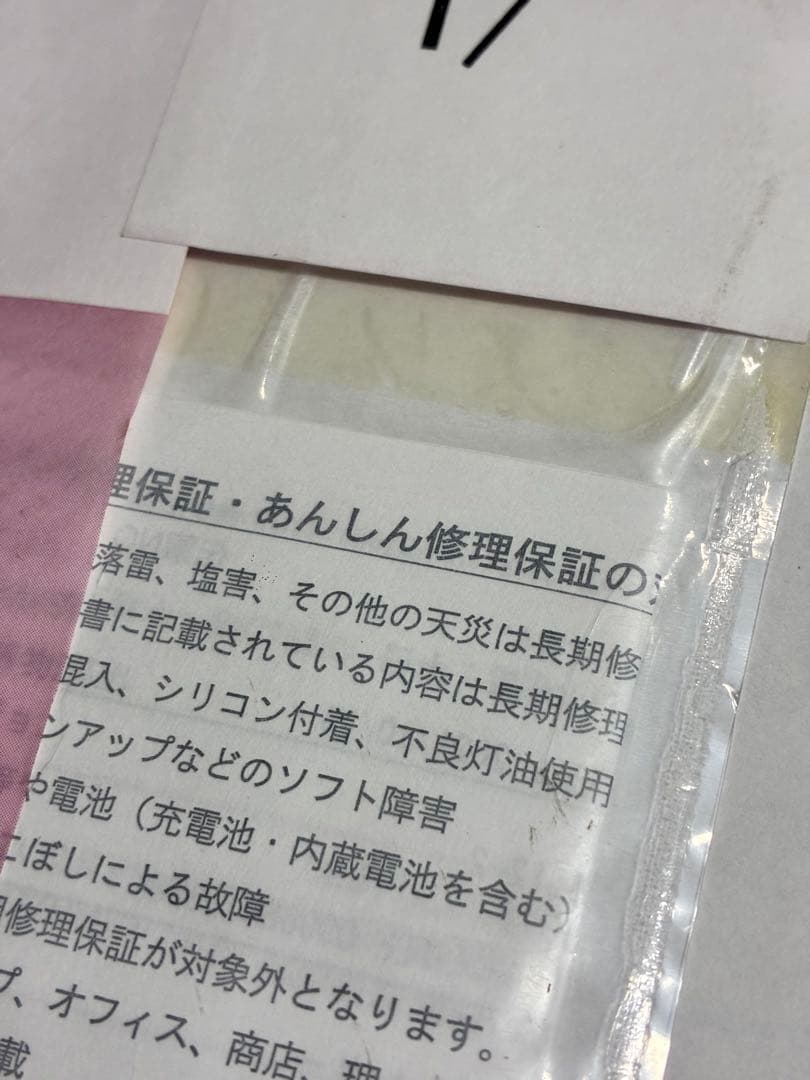 理保証・あんしん修理保証の
落雷、塩害、その他の天災は長期修
書に記載されている内容は長期修理
混入、シリコン付着、不良灯油使用
ンアップなどのソフト障害
や電池（充電池・内蔵電池を含む）
こぼしによる故障
修理保証が対象外となります。
プ、オフィス、商店、理
載